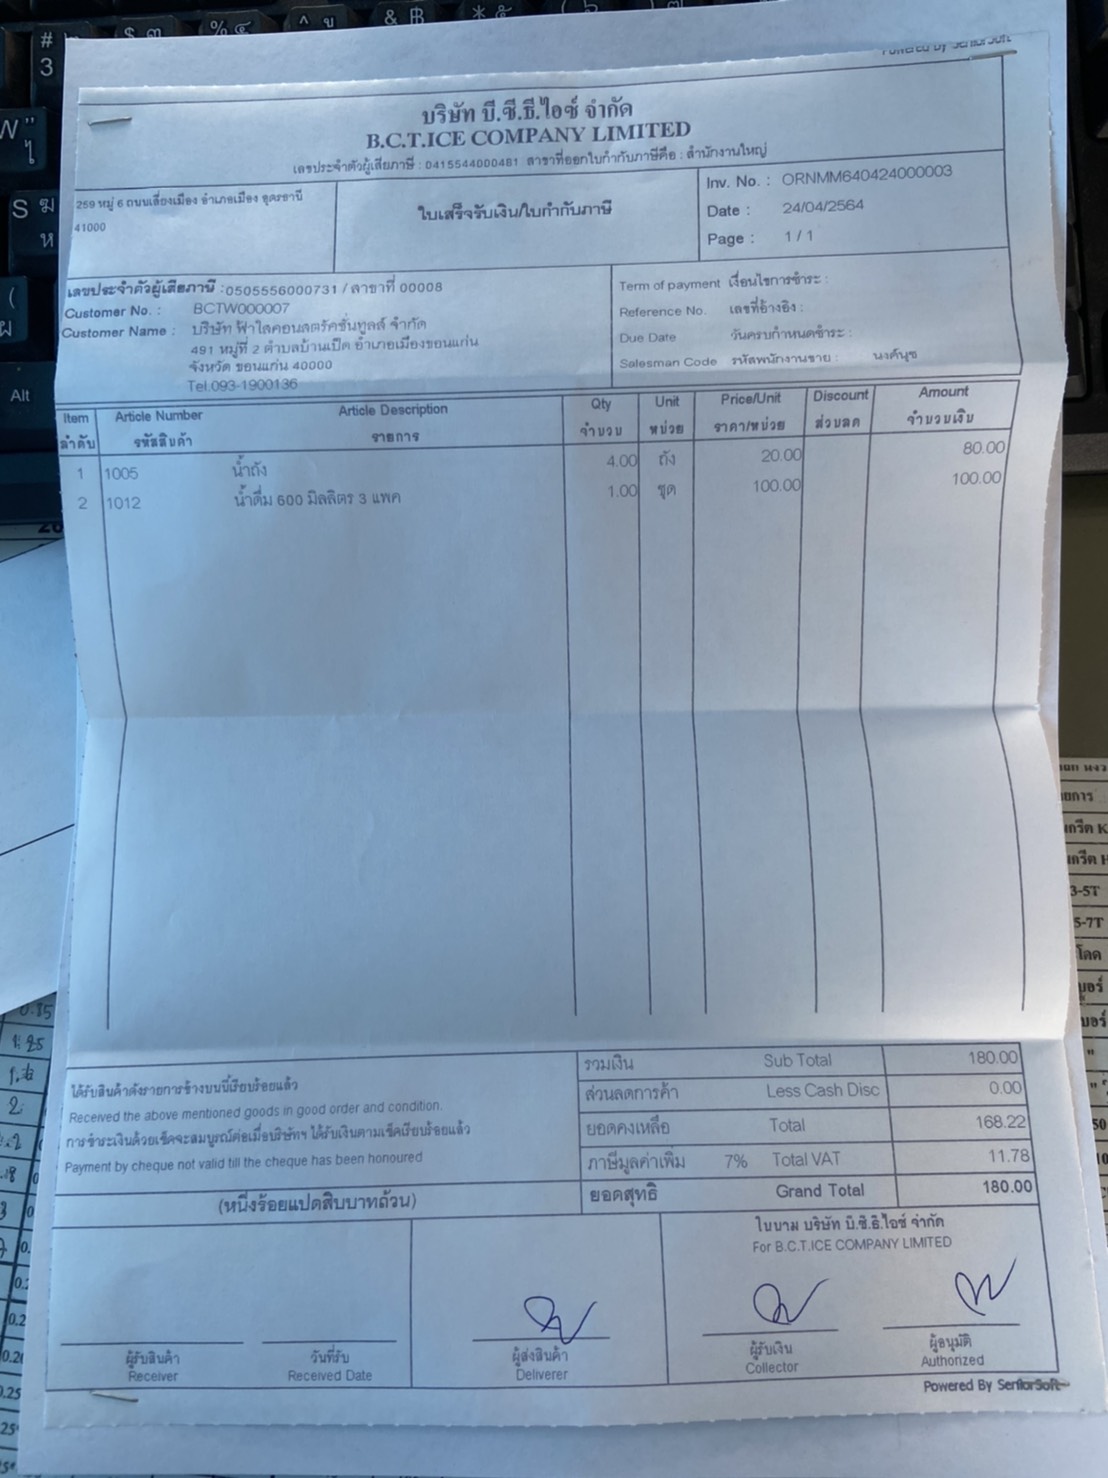 Powered By SeniorSoft
บริษัท บี.ซี.ธี.ไอซ์ จำกัด
B.C.T.ICE COMPANY LIMITED
เลขประจำตัวผู้เสียภาษี : 0415544000481 สาขาที่ออกใบกำกับภาษีคือ : สำนักงานใหญ่
259 หมู่ 6 ถนนเลี่ยงเมือง อำเภอเมือง อุดรธานี
41000
ใบเสร็จรับเงิน/ใบกำกับภาษี
Inv. No. : ORNMM640424000003
Date : 24/04/2564
Page : 1 / 1
เลขประจำตัวผู้เสียภาษี :0505556000731 / สาขาที่ 00008
Customer No. : BCTW000007
Customer Name : บริษัท ฟ้าใสคอนสตรัคชั่นทูลส์ จำกัด
491 หมู่ที่ 2 ตำบลบ้านเป็ด อำเภอเมืองขอนแก่น
จังหวัด ขอนแก่น 40000
Tel.093-1900136
Term of payment เงื่อนไขการชำระ :
Reference No. เลขที่อ้างอิง :
Due Date วันครบกำหนดชำระ :
Salesman Code รหัสพนักงานขาย : นงค์นุช
Item Article Number Article Description Qty Unit Price/Unit Discount Amount
ลำดับ รหัสสินค้า รายการ จำนวน หน่วย ราคา/หน่วย ส่วนลด จำนวนเงิน
1 1005 น้ำถัง 4.00 ถัง 20.00 80.00
2 1012 น้ำดื่ม 600 มิลลิตร 3 แพค 1.00 ชุด 100.00 100.00
ได้รับสินค้าดังรายการข้างบนนี้เรียบร้อยแล้ว
Received the above mentioned goods in good order and condition.
การชำระเงินด้วยเช็คจะสมบูรณ์ต่อเมื่อบริษัทฯ ได้รับเงินตามเช็คเรียบร้อยแล้ว
Payment by cheque not valid till the cheque has been honoured
(หนึ่งร้อยแปดสิบบาทถ้วน)
รวมเงิน Sub Total 180.00
ส่วนลดการค้า Less Cash Disc 0.00
ยอดคงเหลือ Total 168.22
ภาษีมูลค่าเพิ่ม 7% Total VAT 11.78
ยอดสุทธิ Grand Total 180.00
ในนาม บริษัท บี.ซี.ธี.ไอซ์ จำกัด
For B.C.T.ICE COMPANY LIMITED
ผู้รับสินค้า วันที่รับ ผู้ส่งสินค้า ผู้รับเงิน ผู้อนุมัติ
Receiver Received Date Deliverer Collector Authorized
Powered By SeniorSoft